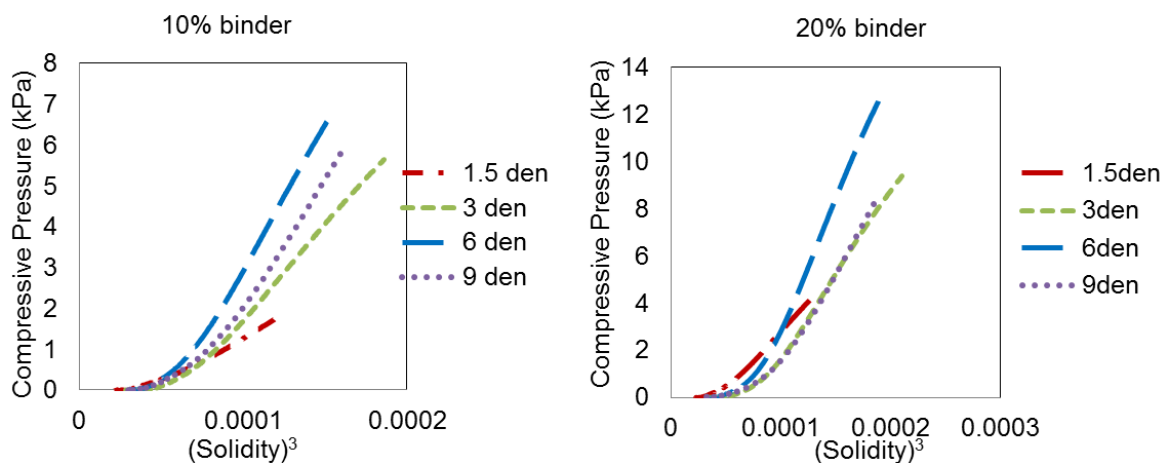 10% binder
Compressive Pressure (kPa)
8
7
6
5
4
3
2
1
0
0
0.0001
0.0002
(Solidity)³
1.5 den
3 den
6 den
9 den
20% binder
Compressive Pressure (kPa)
14
12
10
8
6
4
2
0
0
0.0001
0.0002
0.0003
(Solidity)³
1.5den
3den
6den
9den